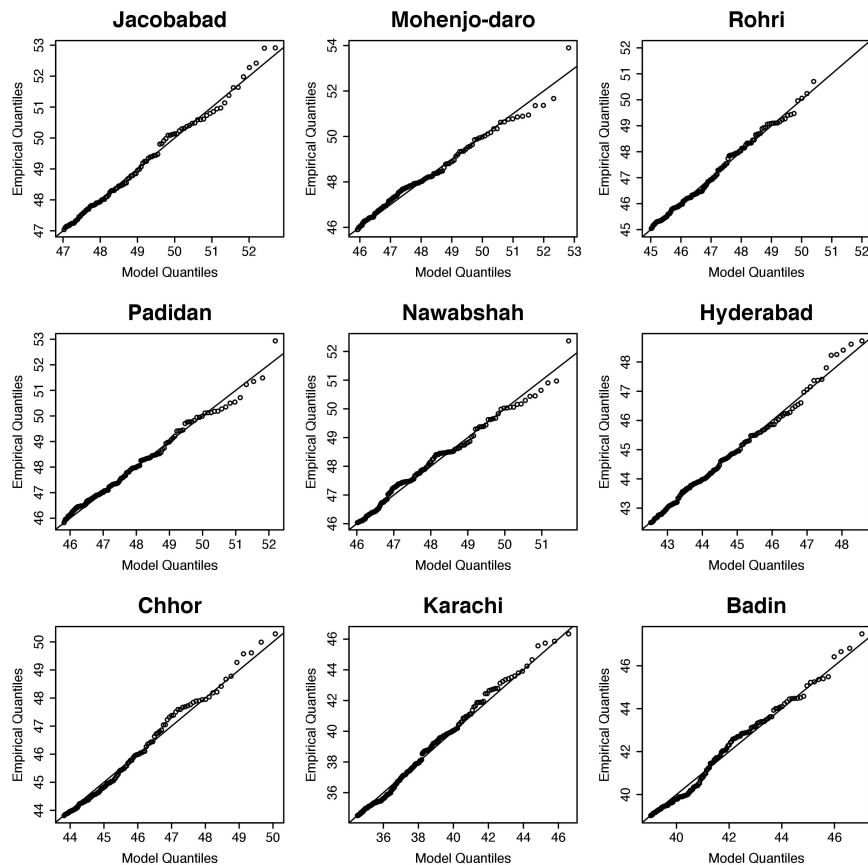 Jacobabad
Empirical Quantiles
47 48 49 50 51 52 53
47 48 49 50 51 52
Model Quantiles
Mohenjo-daro
Empirical Quantiles
46 48 50 52 54
46 47 48 49 50 51 52 53
Model Quantiles
Rohri
Empirical Quantiles
45 46 47 48 49 50 51 52
45 46 47 48 49 50 51 52
Model Quantiles
Padidan
Empirical Quantiles
46 47 48 49 50 51 52 53
46 47 48 49 50 51 52
Model Quantiles
Nawabshah
Empirical Quantiles
46 47 48 49 50 51 52
46 47 48 49 50 51
Model Quantiles
Hyderabad
Empirical Quantiles
43 44 45 46 47 48
43 44 45 46 47 48
Model Quantiles
Chhor
Empirical Quantiles
44 45 46 47 48 49 50
44 45 46 47 48 49 50
Model Quantiles
Karachi
Empirical Quantiles
36 38 40 42 44 46
36 38 40 42 44 46
Model Quantiles
Badin
Empirical Quantiles
40 42 44 46
40 42 44 46
Model Quantiles